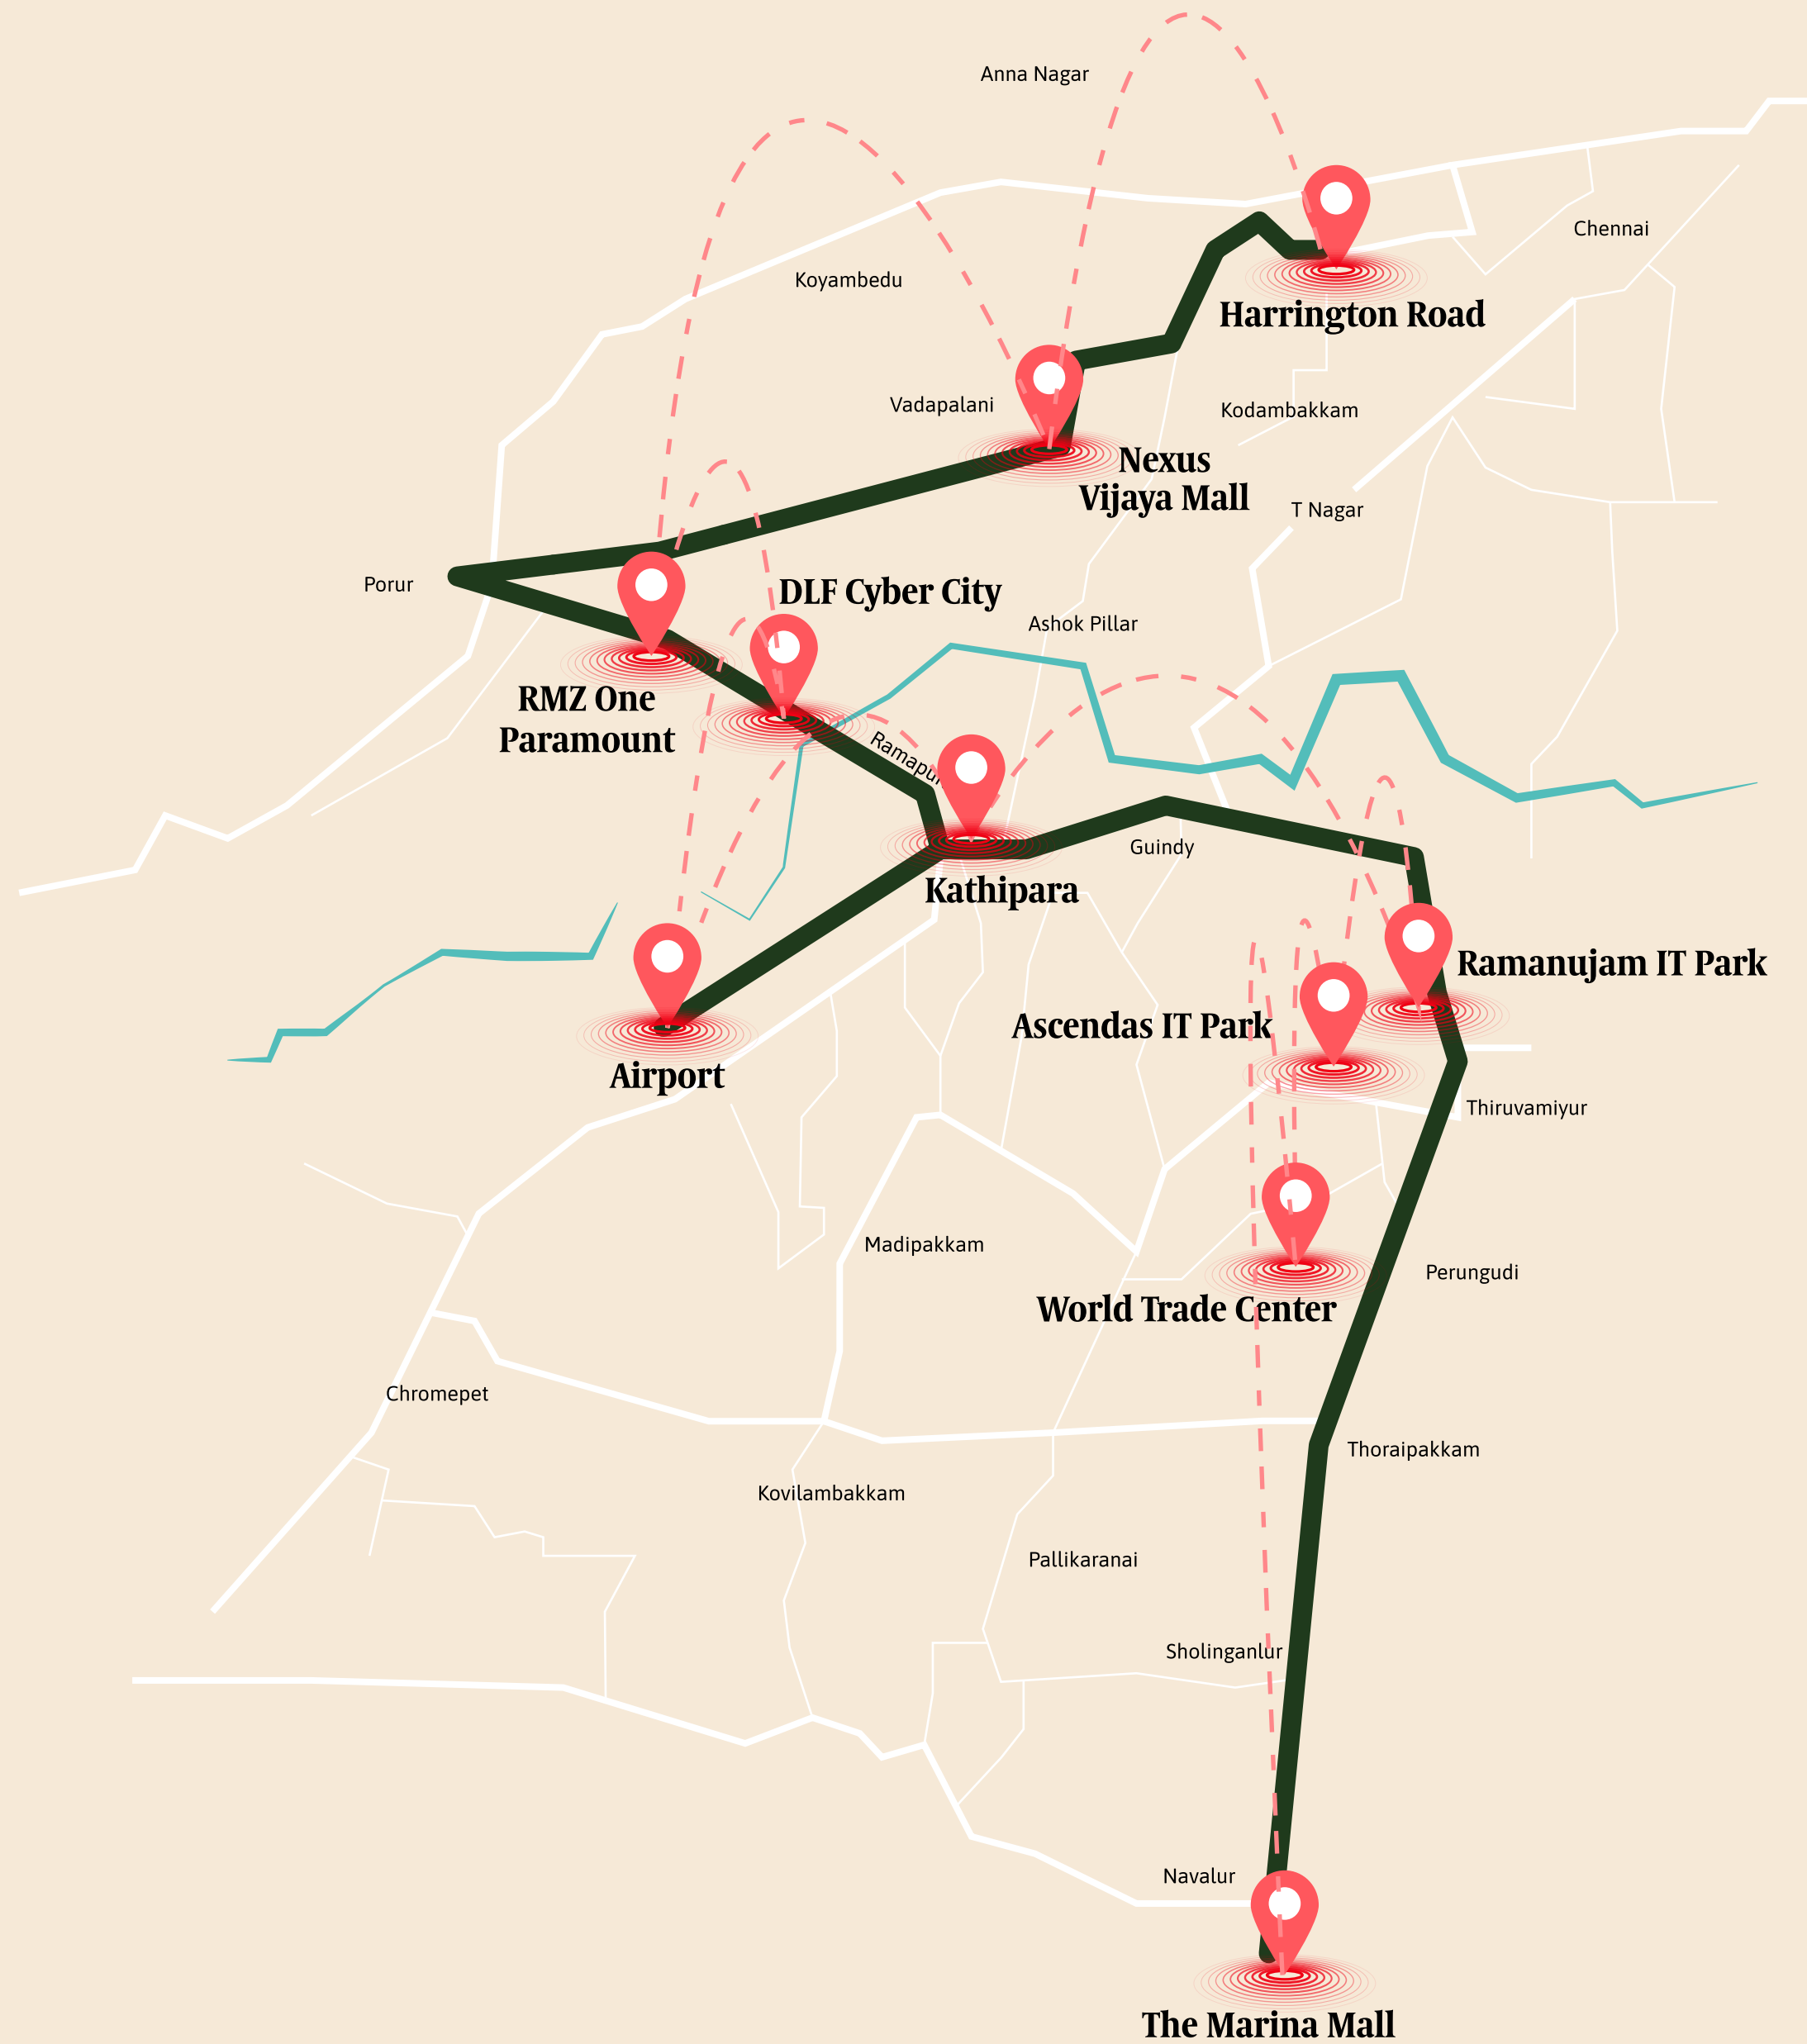 Anna Nagar
Chennai
Koyambedu
Harrington Road
Vadapalani
Kodambakkam
Nexus
Vijaya Mall
T Nagar
Porur
DLF Cyber City
Ashok Pillar
RMZ One
Paramount
Ramapur
Guindy
Kathipara
Ramanujam IT Park
Ascendas IT Park
Airport
Thiruvamiyur
Madipakkam
Perungudi
World Trade Center
Chromepet
Thoraipakkam
Kovilambakkam
Pallikaranai
Sholinganlur
Navalur
The Marina Mall